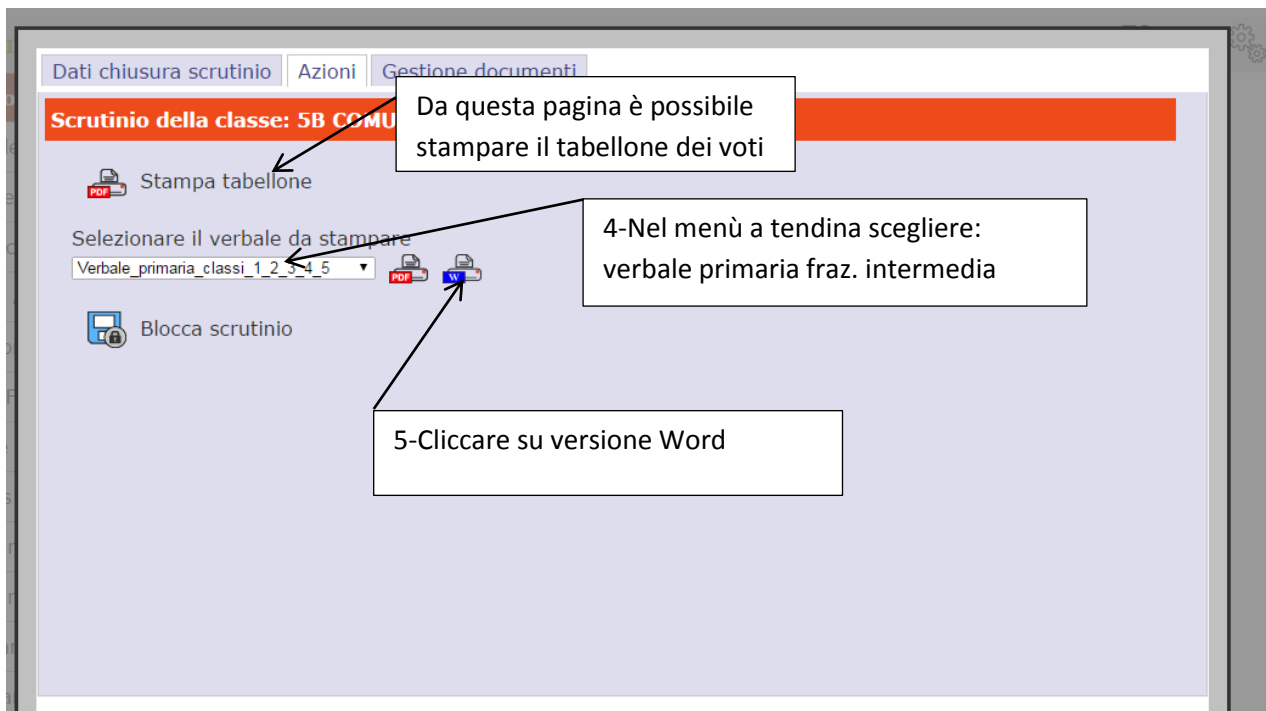 Dati chiusura scrutinio Azioni Gestione documenti
Scrutinio della classe: 5B COMU
Da questa pagina è possibile
stampare il tabellone dei voti
Stampa tabellone
PDF
4-Nel menù a tendina scegliere:
verbale primaria fraz. intermedia
Selezionare il verbale da stampare
Verbale_primaria_classi_1_2_3_4_5
PDF W
Blocca scrutinio
5-Cliccare su versione Word